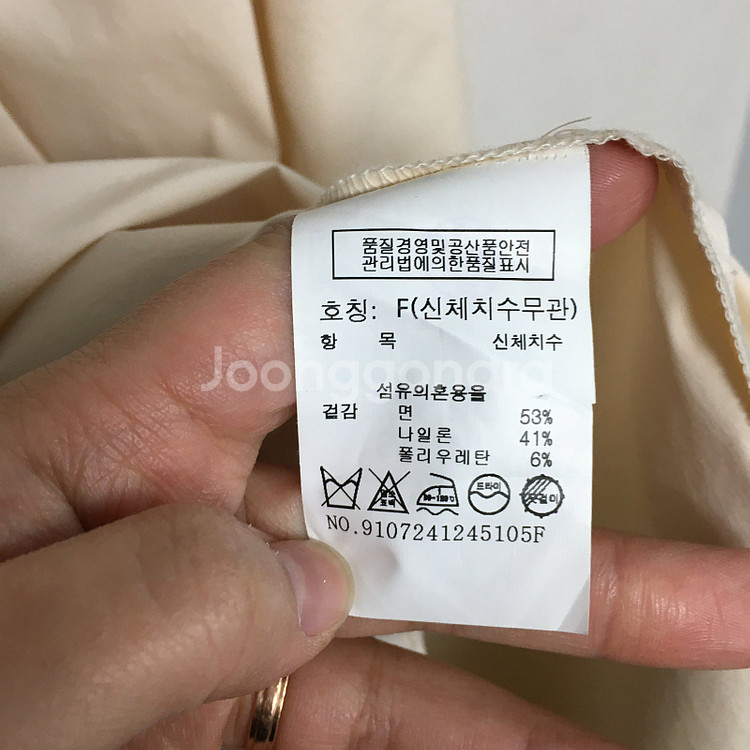 품질경영및공산품안전
관리법에의한품질표시
호칭: F(신체치수무관)
항 목 신체치수
Joonggonara
섬유의혼용율
겉감 면 53%
나일론 41%
폴리우레탄 6%
드라이
옷걸이
NO.9107241245105F